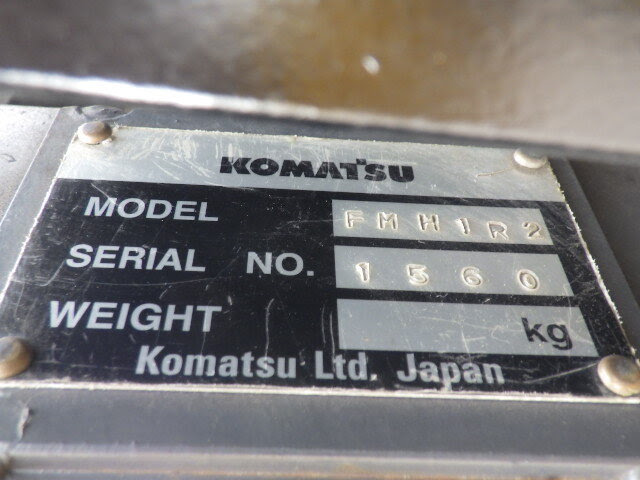 KOMATSU
MODEL FMH1R2
SERIAL NO. 1560
WEIGHT kg
Komatsu Ltd. Japan